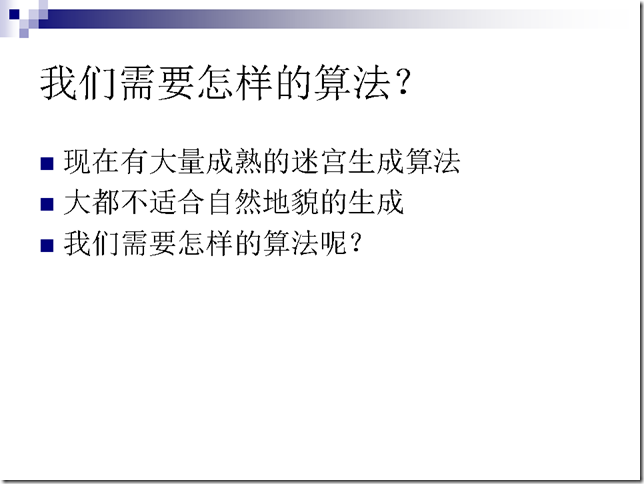 我们需要怎样的算法？
现在有大量成熟的迷宫生成算法
大都不适合自然地貌的生成
我们需要怎样的算法呢？